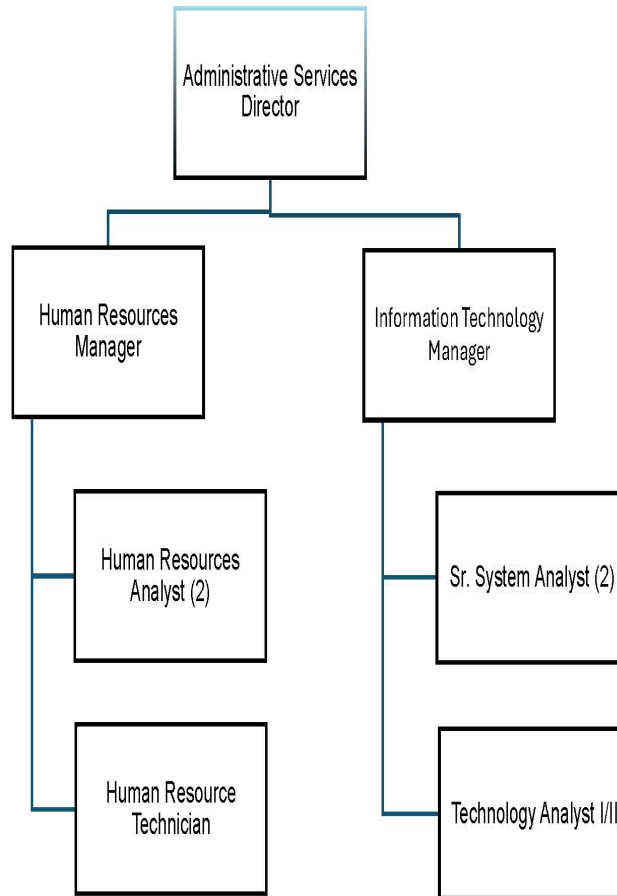 Administrative Services
Director
Human Resources
Manager
Information Technology
Manager
Human Resources
Analyst (2)
Sr. System Analyst (2)
Human Resource
Technician
Technology Analyst I/II